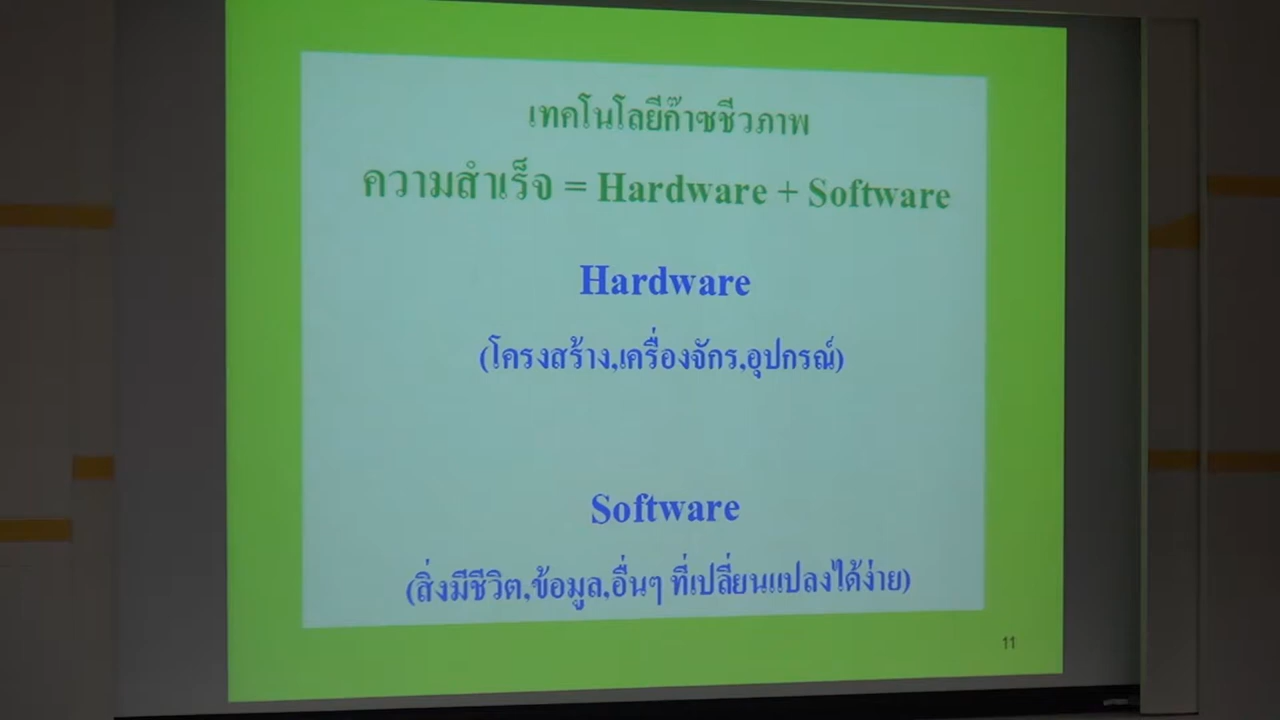 เทคโนโลยีก๊าซชีวภาพ
ความสำเร็จ = Hardware + Software
Hardware
(โครงสร้าง,เครื่องจักร,อุปกรณ์)
Software
(สิ่งมีชีวิต,ข้อมูล,อื่นๆ ที่เปลี่ยนแปลงได้ง่าย)
11